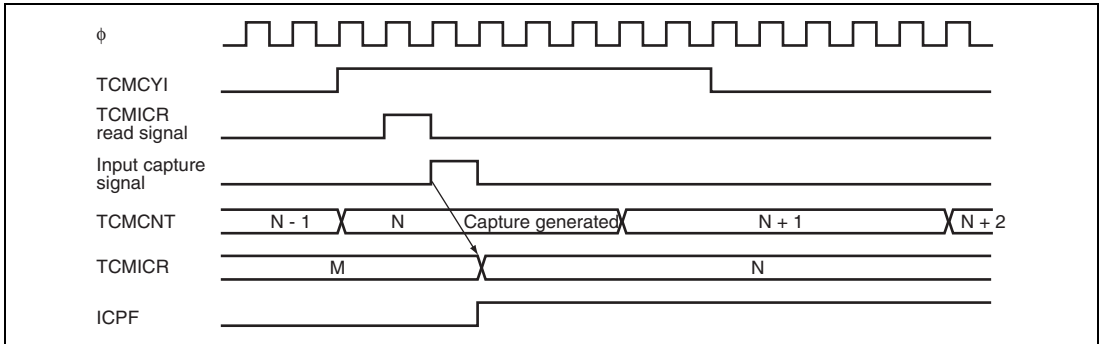 ϕ
TCMCYI
TCMICR
read signal
Input capture
signal
TCMCNT N - 1 N Capture generated N + 1 N + 2
TCMICR M N
ICPF